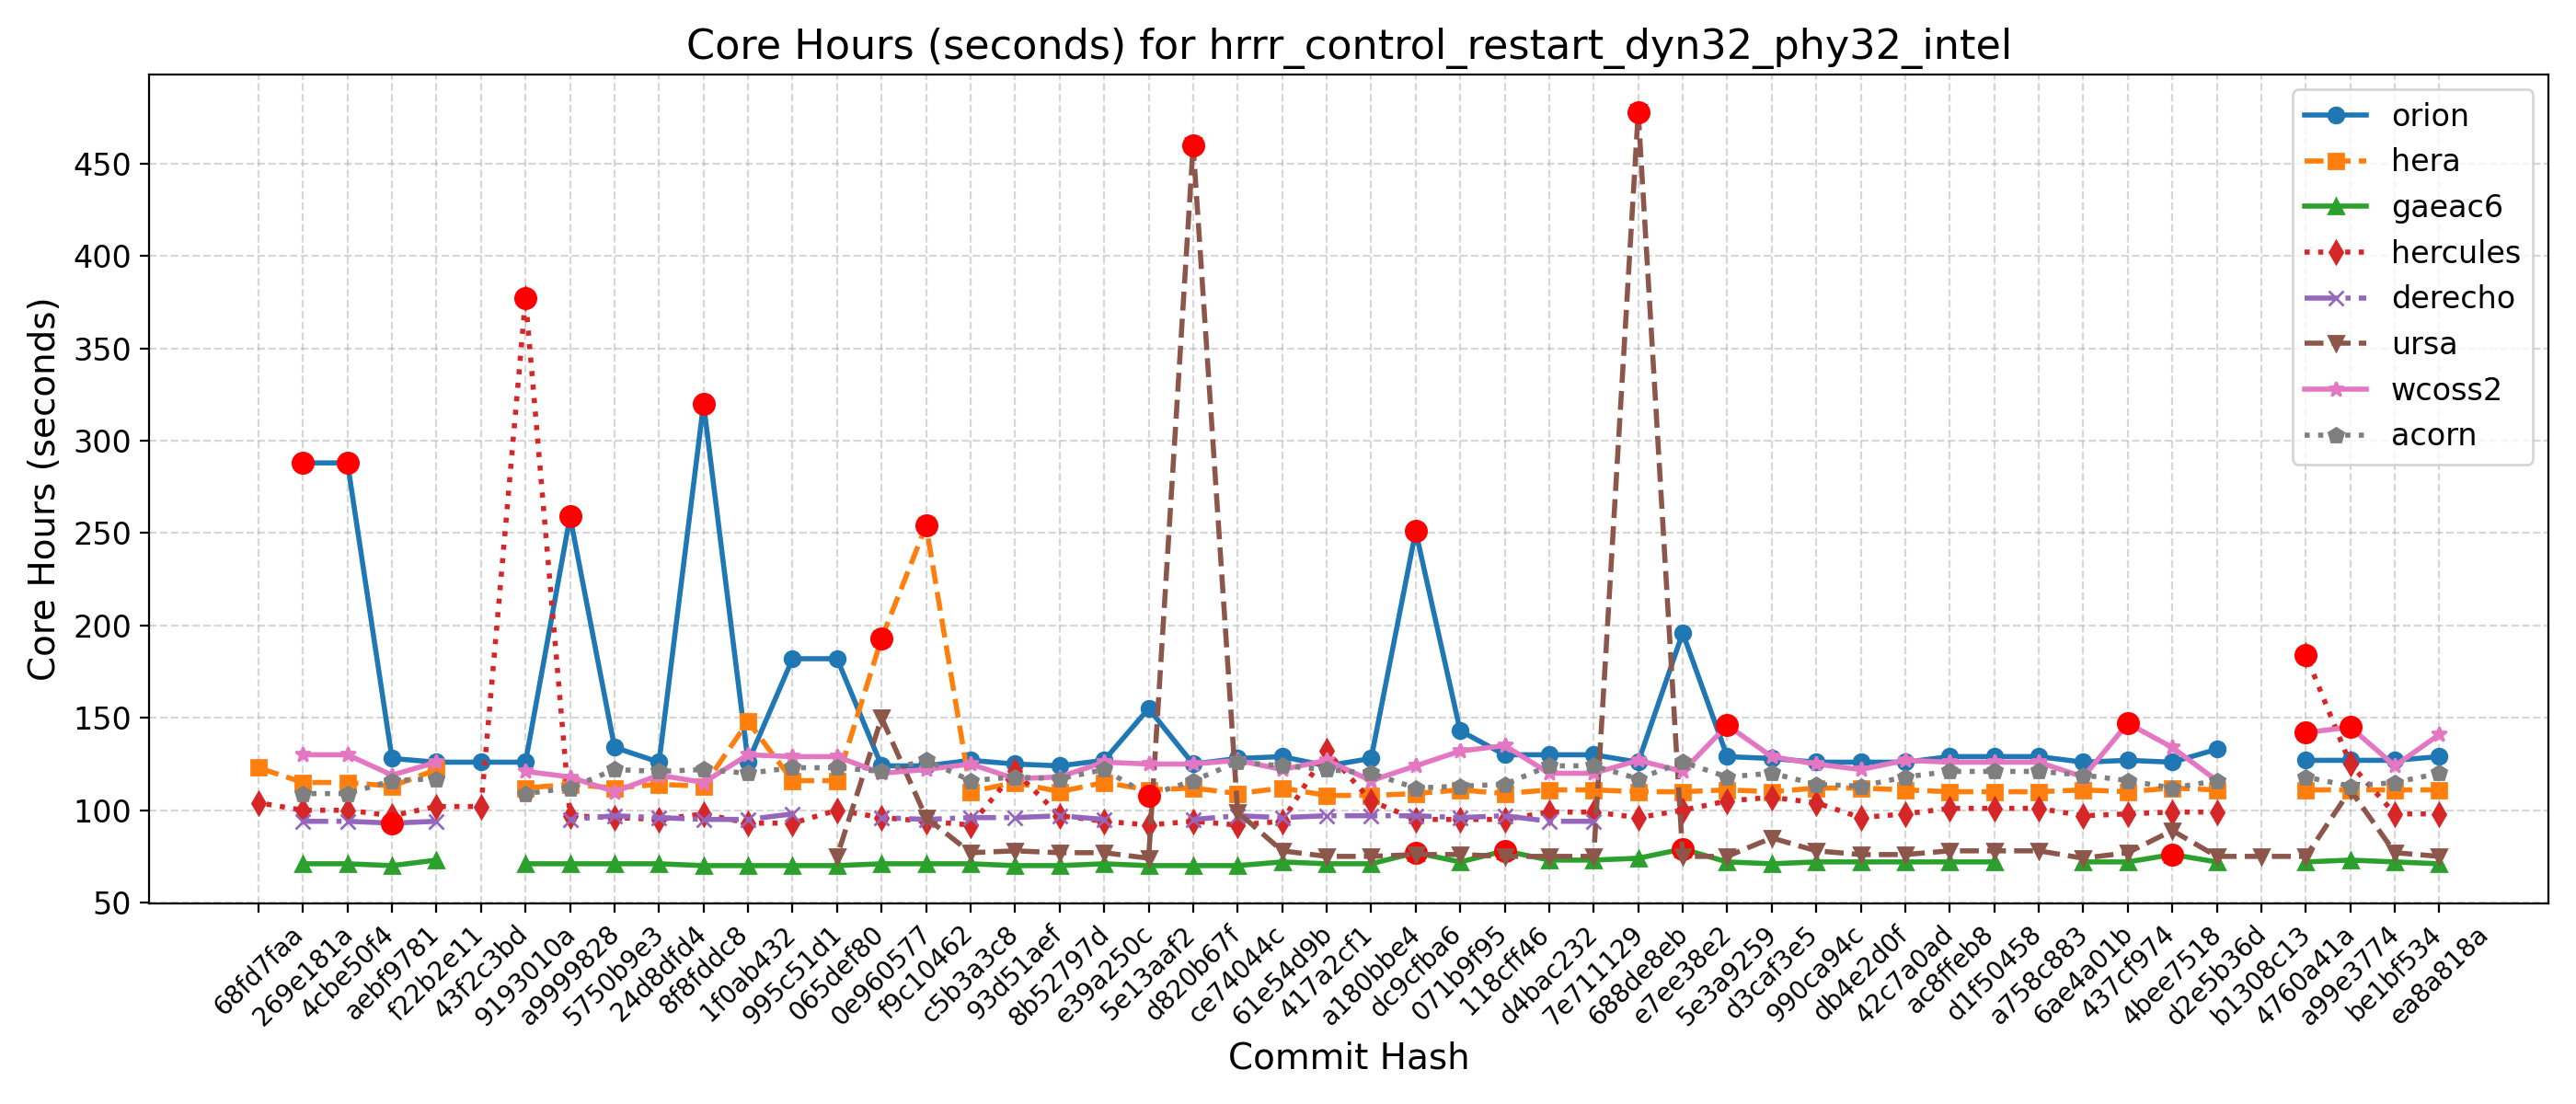 Core Hours (seconds) for hrrr_control_restart_dyn32_phy32_intel
Core Hours (seconds)
450
400
350
300
250
200
150
100
50
orion
hera
gaeac6
hercules
derecho
ursa
wcoss2
acorn
68fd7faa
269e181a
4cbe50f4
aebf9781
f22b2e11
43f2c3bd
9193010a
a9999828
5750b9e3
24d8dfd4
8f8fddc8
1f0ab432
995c51d1
065def80
0e960577
f9c10462
c5b3a3c8
93d51aef
8b52797d
e39a250c
5e13aaf2
d820b67f
ce74044c
61e54d9b
417a2cf1
a180bbe4
dc9cfba6
071b9f95
118cff46
d4bac232
7e711129
688de8eb
e7ee38e2
5e3a9259
d3caf3e5
990ca94c
db4e2d0f
42c7a0ad
ac8ffeb8
d1f50458
a758c883
6ae4a01b
437cf974
4bee7518
d2e5b36d
b1308c13
4760a41a
a99e3774
be1bf534
ea8a818a
Commit Hash